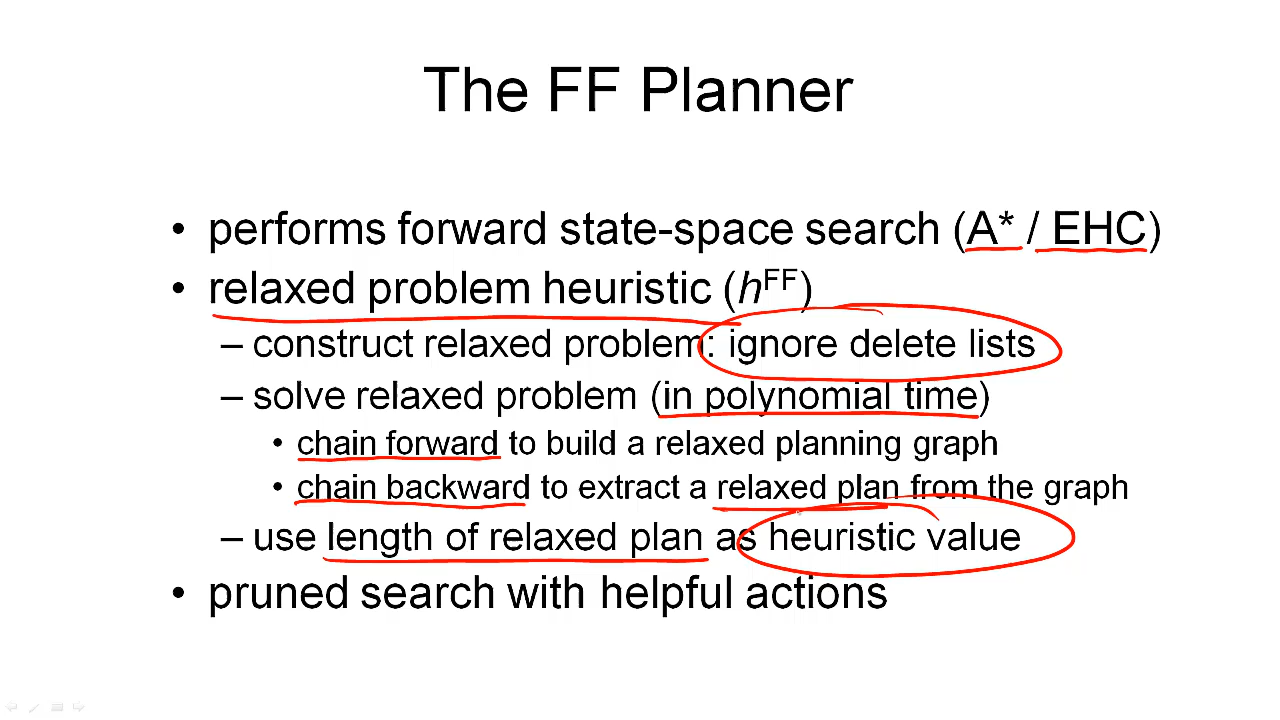 The FF Planner
• performs forward state-space search (A* / EHC)
• relaxed problem heuristic (hFF)
– construct relaxed problem: ignore delete lists
– solve relaxed problem (in polynomial time)
• chain forward to build a relaxed planning graph
• chain backward to extract a relaxed plan from the graph
– use length of relaxed plan as heuristic value
• pruned search with helpful actions